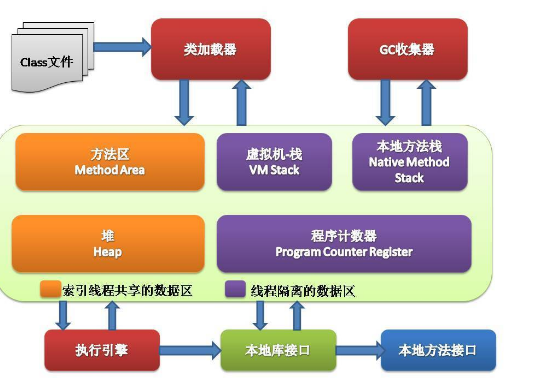 Class文件
类加载器
GC收集器
方法区
Method Area
虚拟机-栈
VM Stack
本地方法栈
Native Method
Stack
堆
Heap
程序计数器
Program Counter Register
索引线程共享的数据区
线程隔离的数据区
执行引擎
本地库接口
本地方法接口